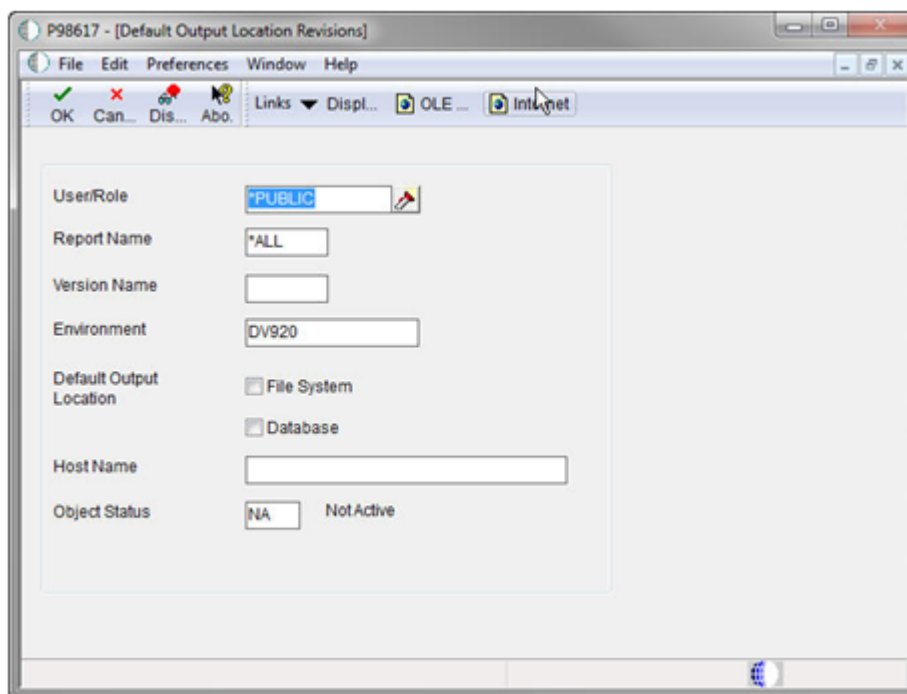 P98617 - [Default Output Location Revisions]
File Edit Preferences Window Help
OK Can... Dis... Abo. Links Displ... OLE ... Internet
User/Role *PUBLIC
Report Name *ALL
Version Name
Environment DV920
Default Output
Location
File System
Database
Host Name
Object Status NA Not Active